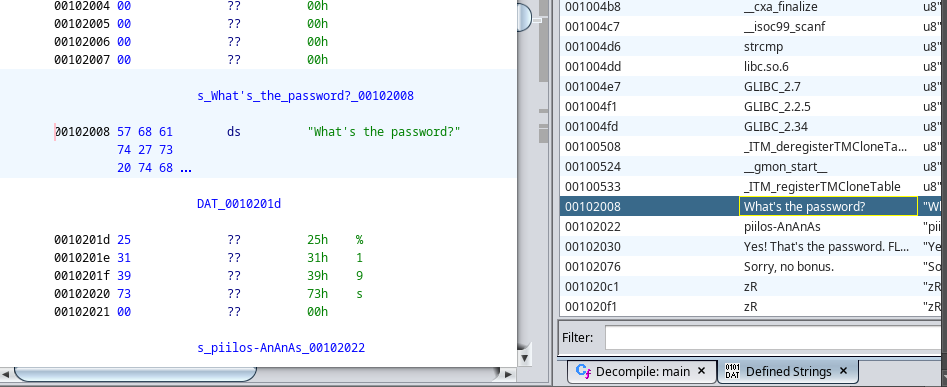 00102004 00 ?? 00h
00102005 00 ?? 00h
00102006 00 ?? 00h
00102007 00 ?? 00h
s_What's_the_password?_00102008
00102008 57 68 61 ds "What's the password?"
74 27 73
20 74 68 ...
DAT_0010201d
0010201d 25 ?? 25h %
0010201e 31 ?? 31h 1
0010201f 39 ?? 39h 9
00102020 73 ?? 73h s
00102021 00 ?? 00h
s_piilos-AnAnAs_00102022
001004b8 __cxa_finalize u8"
001004c7 __isoc99_scanf u8"
001004d6 strcmp u8"
001004dd libc.so.6 u8"
001004e7 GLIBC_2.7 u8"
001004f1 GLIBC_2.2.5 u8"
001004fd GLIBC_2.34 u8"
00100508 _ITM_deregisterTMCloneTa... u8"
00100524 __gmon_start__ u8"
00100533 _ITM_registerTMCloneTable u8"
00102008 What's the password? "Wh
00102022 piilos-AnAnAs "pii
00102030 Yes! That's the password. FL... "Ye
00102076 Sorry, no bonus. "So
001020c1 zR "zR
001020f1 zR "zR
Filter:
Decompile: main
Defined Strings